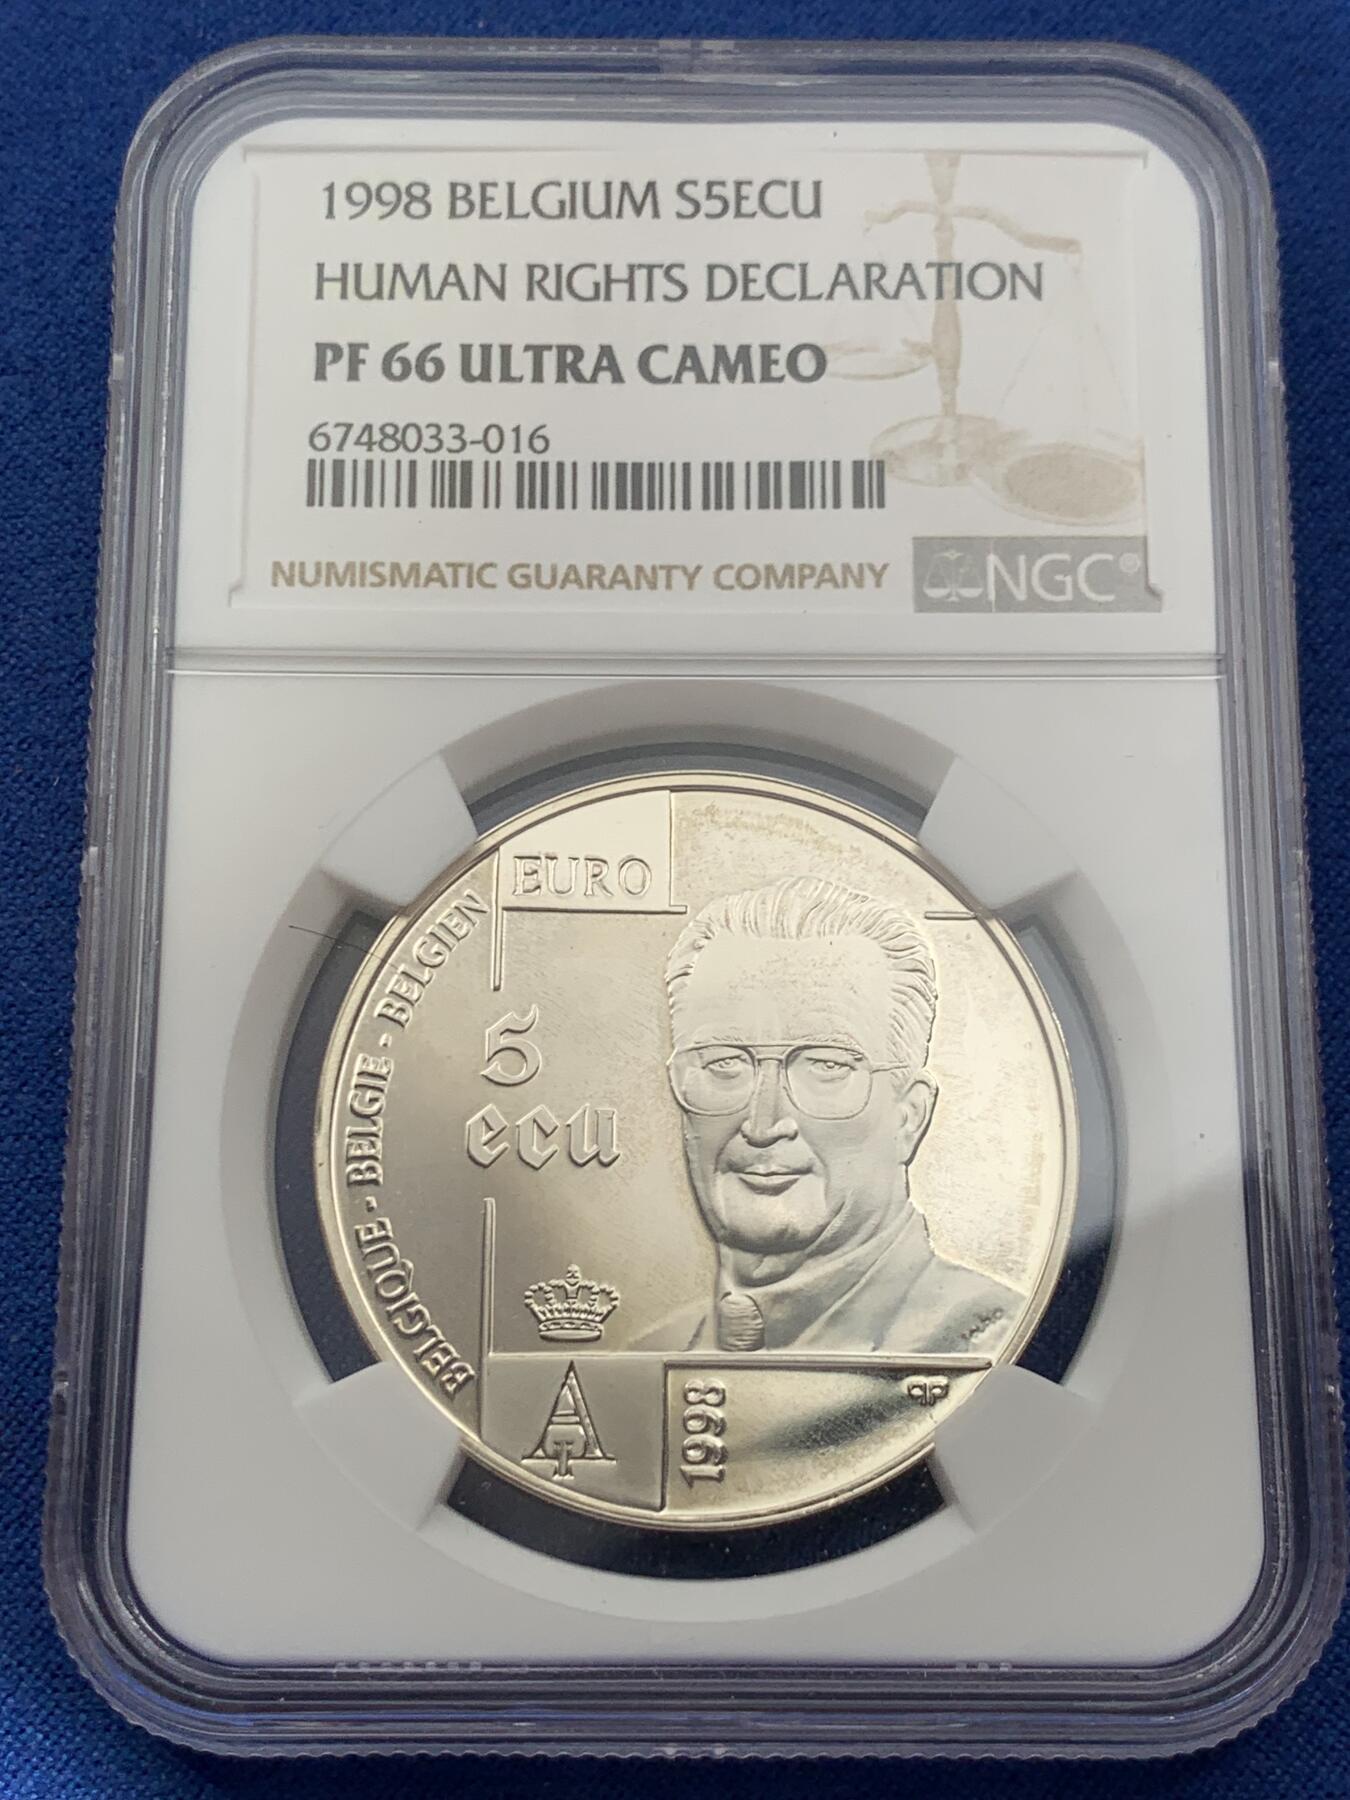 1998 BELGIUM S5ECU
HUMAN RIGHTS DECLARATION
PF 66 ULTRA CAMEO
6748033-016
NUMISMATIC GUARANTY COMPANY
NGC
EURO
BELGIQUE - BELGIE - BELGIEN
5
ecu
1998